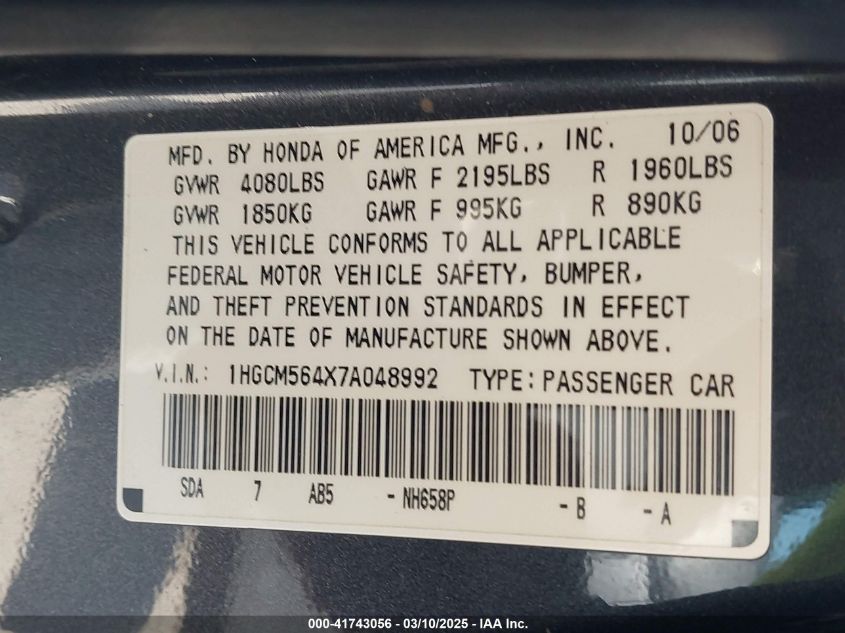 MFD. BY HONDA OF AMERICA MFG., INC. 10/06
GVWR 4080LBS GAWR F 2195LBS R 1960LBS
GVWR 1850KG GAWR F 995KG R 890KG
THIS VEHICLE CONFORMS TO ALL APPLICABLE
FEDERAL MOTOR VEHICLE SAFETY, BUMPER,
AND THEFT PREVENTION STANDARDS IN EFFECT
ON THE DATE OF MANUFACTURE SHOWN ABOVE.
V.I.N.: 1HGCM564X7A048992 TYPE: PASSENGER CAR
SDA 7 AB5 - NH658P - B - A
000-41743056 - 03/10/2025 - IAA Inc.